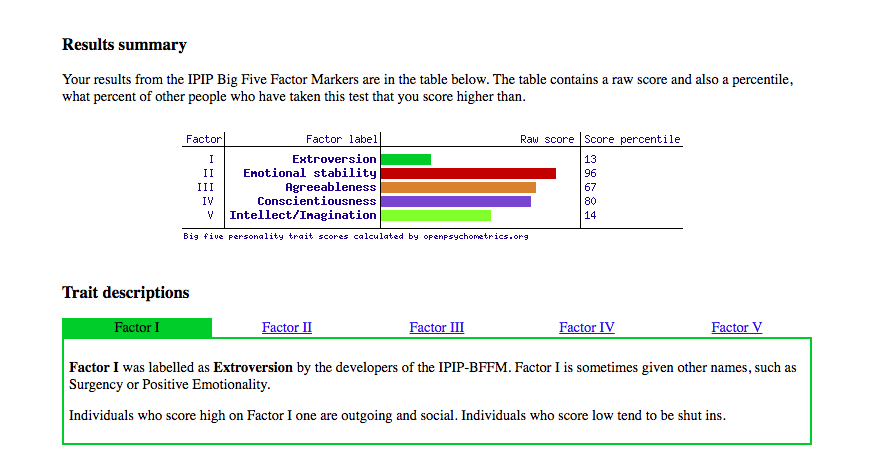 Results summary
Your results from the IPIP Big Five Factor Markers are in the table below. The table contains a raw score and also a percentile,
what percent of other people who have taken this test that you score higher than.
Factor Factor label Raw score Score percentile
I Extroversion 13
II Emotional stability 96
III Agreeableness 67
IV Conscientiousness 80
V Intellect/Imagination 14
Big five personality trait scores calculated by openpsychometrics.org
Trait descriptions
Factor I Factor II Factor III Factor IV Factor V
Factor I was labelled as Extroversion by the developers of the IPIP-BFFM. Factor I is sometimes given other names, such as
Surgency or Positive Emotionality.
Individuals who score high on Factor I one are outgoing and social. Individuals who score low tend to be shut ins.